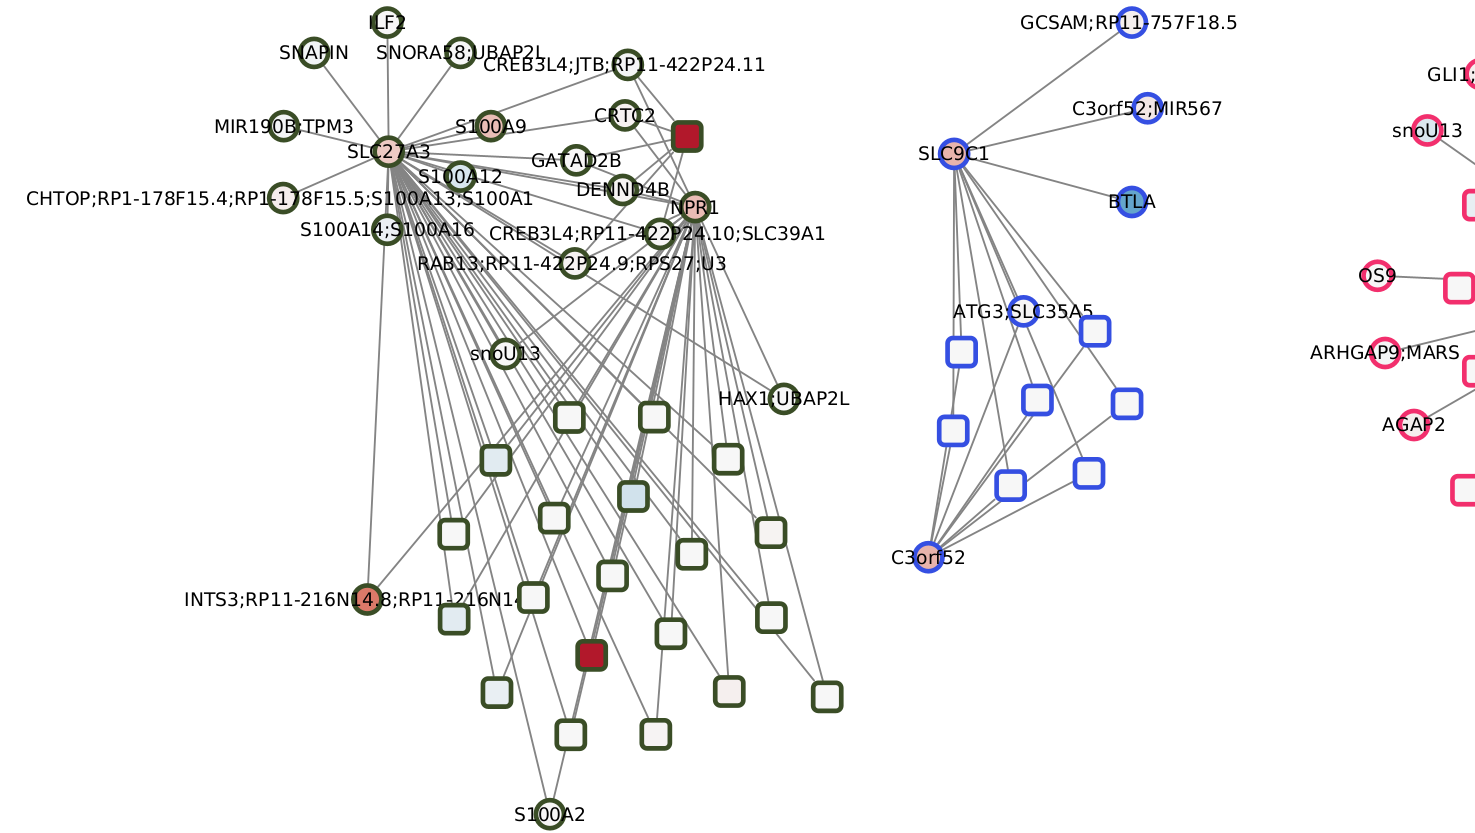 ILF2
SNAPIN
SNORA58;UBAP2L
CREB3L4;JTB;RP11-422P24.11
MIR190B;TPM3
S100A9
CRTC2
SLC27A3
GATAD2B
S100A12
DENND4B
CHTOP;RP1-178F15.4;RP1-178F15.5;S100A13;S100A1
NPR1
S100A14;S100A16
CREB3L4;RP11-422P24.10;SLC39A1
RAB13;RP11-422P24.9;RPS27;U3
snoU13
HAX1;UBAP2L
INTS3;RP11-216N14.8;RP11-216N14
S100A2
GCSAM;RP11-757F18.5
C3orf52;MIR567
SLC9C1
BTLA
ATG3;SLC35A5
C3orf52
GLI1;
snoU13
OS9
ARHGAP9;MARS
AGAP2